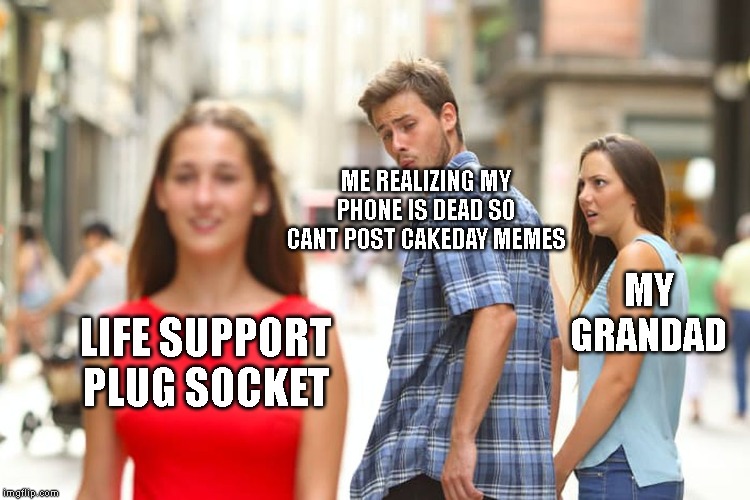 ME REALIZING MY
PHONE IS DEAD SO
CANT POST CAKEDAY MEMES
MY
GRANDAD
LIFE SUPPORT
PLUG SOCKET
imgflip.com